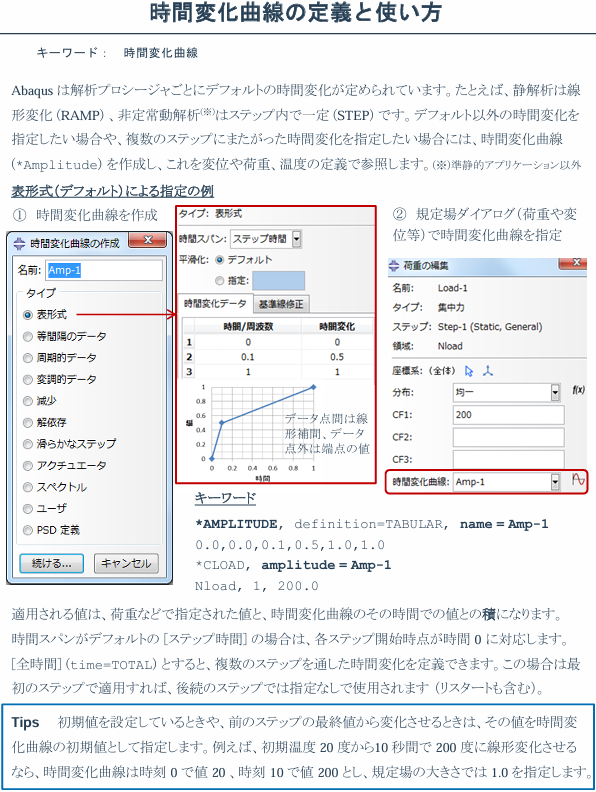 時間変化曲線の定義と使い方
キーワード： 時間変化曲線
Abaqus は解析プロシージャごとにデフォルトの時間変化が定められています。たとえば、静解析は線
形変化（RAMP）、非定常動解析(※)はステップ内で一定（STEP）です。デフォルト以外の時間変化を
指定したい場合や、複数のステップにまたがった時間変化を指定したい場合には、時間変化曲線
(*Amplitude) を作成し、これを変位や荷重、温度の定義で参照します。(※)準静的アプリケーション以外
表形式（デフォルト）による指定の例
① 時間変化曲線を作成
時間変化曲線の作成
名前: Amp-1
タイプ
表形式
等間隔のデータ
周期的データ
変調的データ
減少
解依存
滑らかなステップ
アクチュエータ
スペクトル
ユーザ
PSD 定義
続ける... キャンセル
タイプ: 表形式
時間スパン: ステップ時間
平滑化: デフォルト
指定:
時間変化データ 基準線修正
時間/周波数 時間変化
1 0 0
2 0.1 0.5
3 1 1
1
0.8
0.6
0.4
0.2
0
値
0 0.2 0.4 0.6 0.8 1
時間
データ点間は線
形補間、データ
点外は端点の値
② 規定場ダイアログ（荷重や変
位等）で時間変化曲線を指定
荷重の編集
名前: Load-1
タイプ: 集中力
ステップ: Step-1 (Static, General)
領域: Nload
座標系: (全体)
分布: 均一 f(x)
CF1: 200
CF2:
CF3:
時間変化曲線: Amp-1
キーワード
*AMPLITUDE, definition=TABULAR, name = Amp-1
0.0,0.0,0.1,0.5,1.0,1.0
*CLOAD, amplitude = Amp-1
Nload, 1, 200.0
適用される値は、荷重などで指定された値と、時間変化曲線のその時間での値との積になります。
時間スパンがデフォルトの［ステップ時間］の場合は、各ステップ開始時点が時間 0 に対応します。
［全時間］(time=TOTAL) とすると、複数のステップを通した時間変化を定義できます。この場合は最
初のステップで適用すれば、後続のステップでは指定なしで使用されます（リスタートも含む）。
Tips 初期値を設定しているときや、前のステップの最終値から変化させるときは、その値を時間変
化曲線の初期値として指定します。例えば、初期温度 20 度から10 秒間で 200 度に線形変化させる
なら、時間変化曲線は時刻 0 で値 20 、時刻 10 で値 200 とし、規定場の大きさでは 1.0 を指定します。